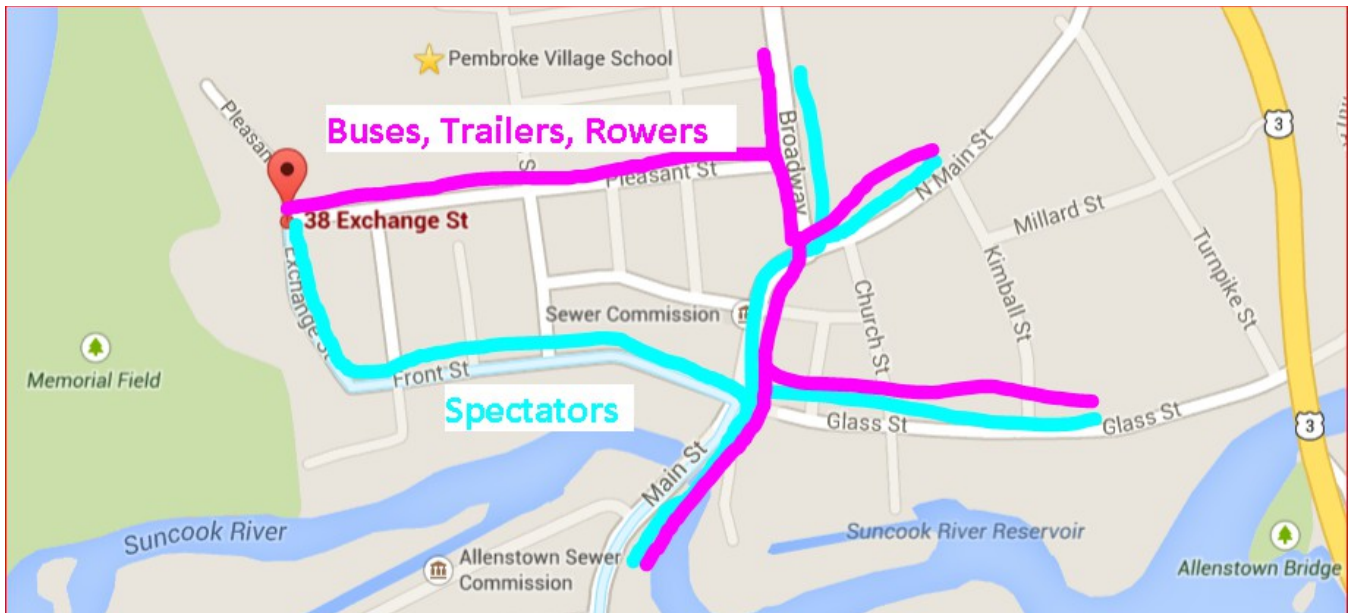 Pembroke Village School
3
Pleasant
Buses, Trailers, Rowers
Broadway
S
Pleasant St
N Main St
Millard St
38 Exchange St
Exchange St
Turnpike St
Kimball St
Church St
Sewer Commission
Memorial Field
Front St
Spectators
Glass St
Glass St
3
Main St
Suncook River
Suncook River Reservoir
Allenstown Sewer
Commission
Allenstown Bridge